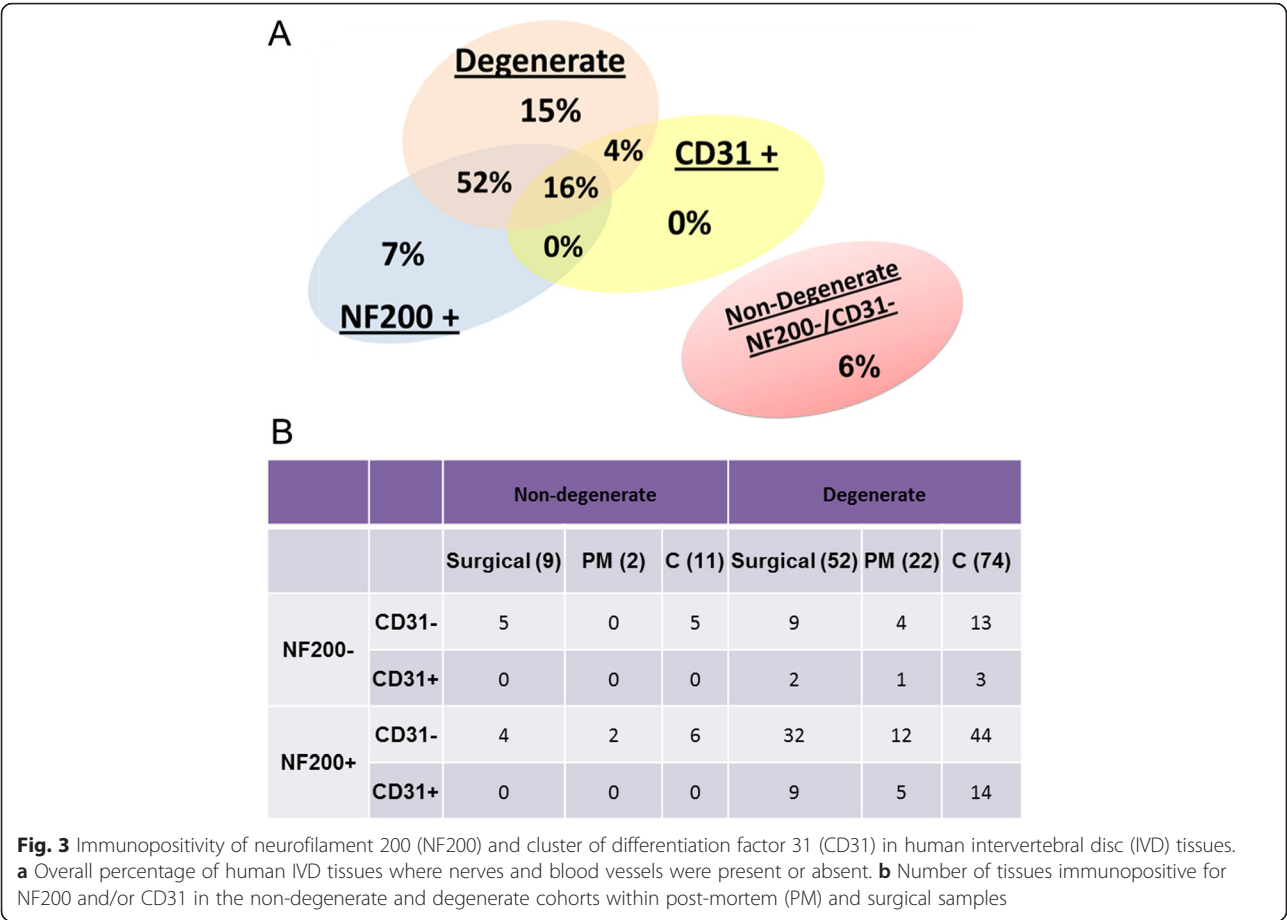 A
Degenerate
15%
4%
CD31 +
52%
16%
0%
7%
0%
NF200 +
Non-Degenerate
NF200-/CD31-
6%
B
Non-degenerate Degenerate
Surgical (9) PM (2) C (11) Surgical (52) PM (22) C (74)
NF200- CD31- 5 0 5 9 4 13
CD31+ 0 0 0 2 1 3
NF200+ CD31- 4 2 6 32 12 44
CD31+ 0 0 0 9 5 14
Fig. 3 Immunopositivity of neurofilament 200 (NF200) and cluster of differentiation factor 31 (CD31) in human intervertebral disc (IVD) tissues.
a Overall percentage of human IVD tissues where nerves and blood vessels were present or absent. b Number of tissues immunopositive for
NF200 and/or CD31 in the non-degenerate and degenerate cohorts within post-mortem (PM) and surgical samples